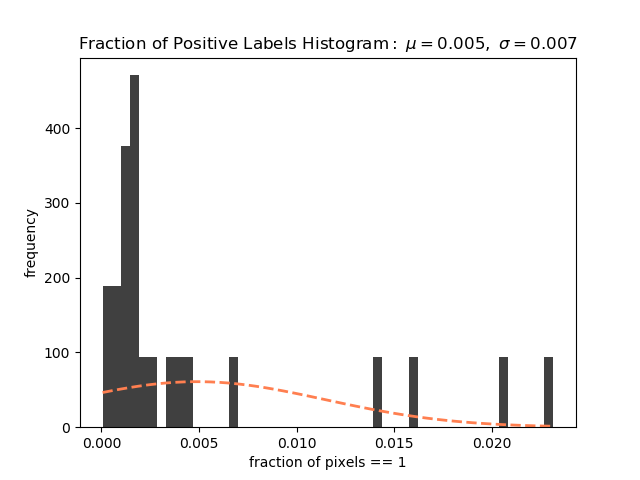 Fraction of Positive Labels Histogram: μ = 0.005, σ = 0.007
frequency
400
300
200
100
0
0.000 0.005 0.010 0.015 0.020
fraction of pixels == 1